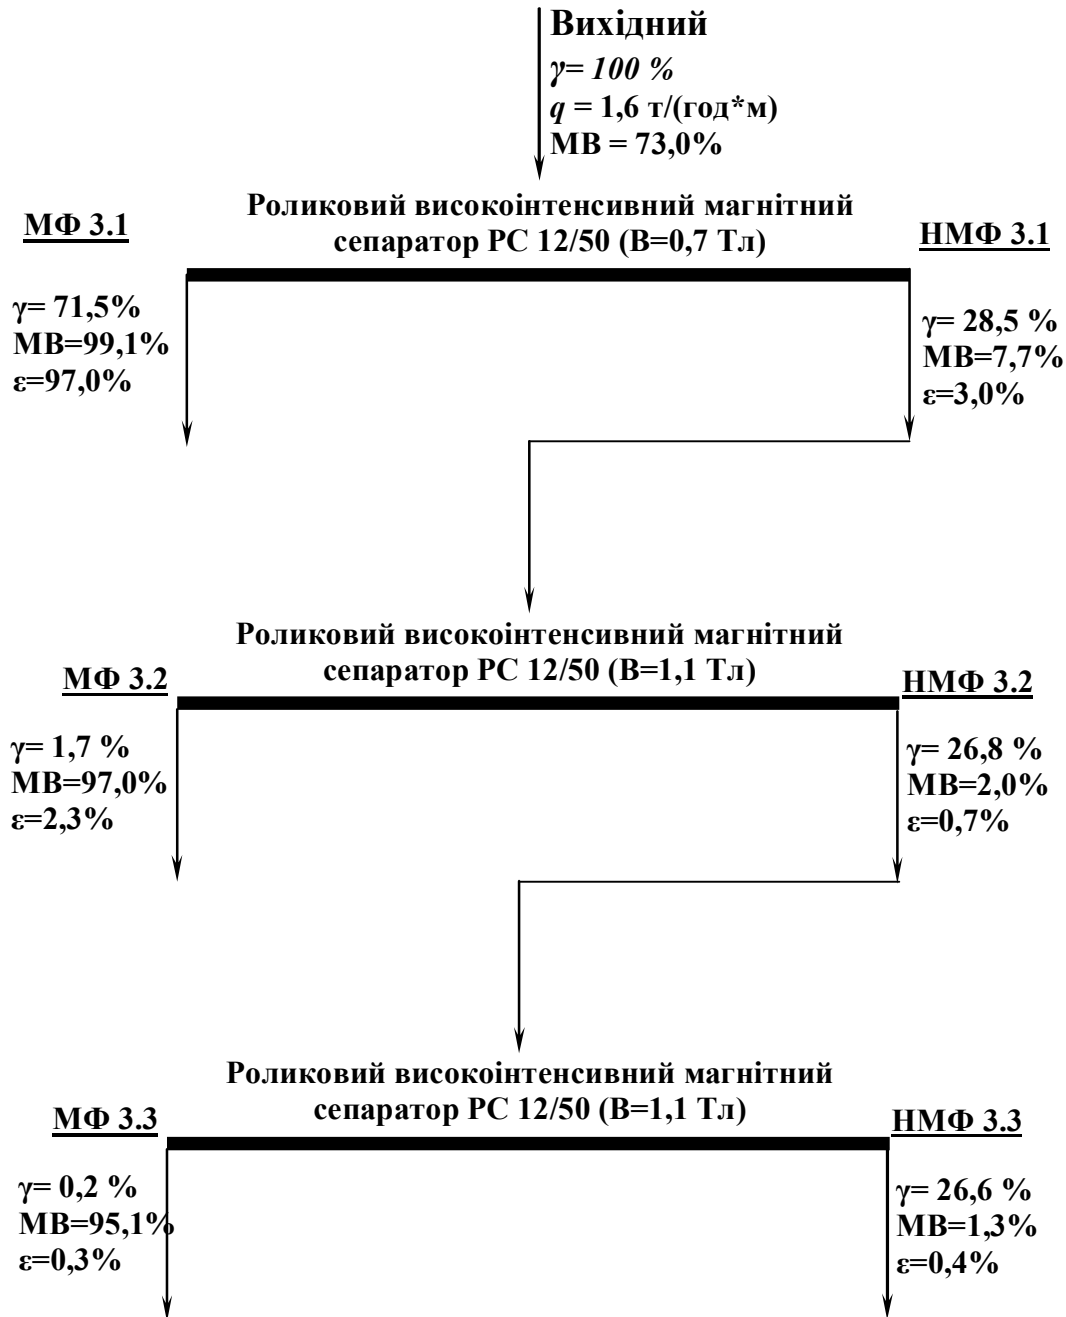 Вихідний
γ= 100 %
q = 1,6 т/(год*м)
МВ = 73,0%
Роликовий високоінтенсивний магнітний
сепаратор РС 12/50 (В=0,7 Тл)
МФ 3.1
НМФ 3.1
γ= 71,5%
МВ=99,1%
ε=97,0%
γ= 28,5 %
МВ=7,7%
ε=3,0%
Роликовий високоінтенсивний магнітний
сепаратор РС 12/50 (В=1,1 Тл)
МФ 3.2
НМФ 3.2
γ= 1,7 %
МВ=97,0%
ε=2,3%
γ= 26,8 %
МВ=2,0%
ε=0,7%
Роликовий високоінтенсивний магнітний
сепаратор РС 12/50 (В=1,1 Тл)
МФ 3.3
НМФ 3.3
γ= 0,2 %
МВ=95,1%
ε=0,3%
γ= 26,6 %
МВ=1,3%
ε=0,4%